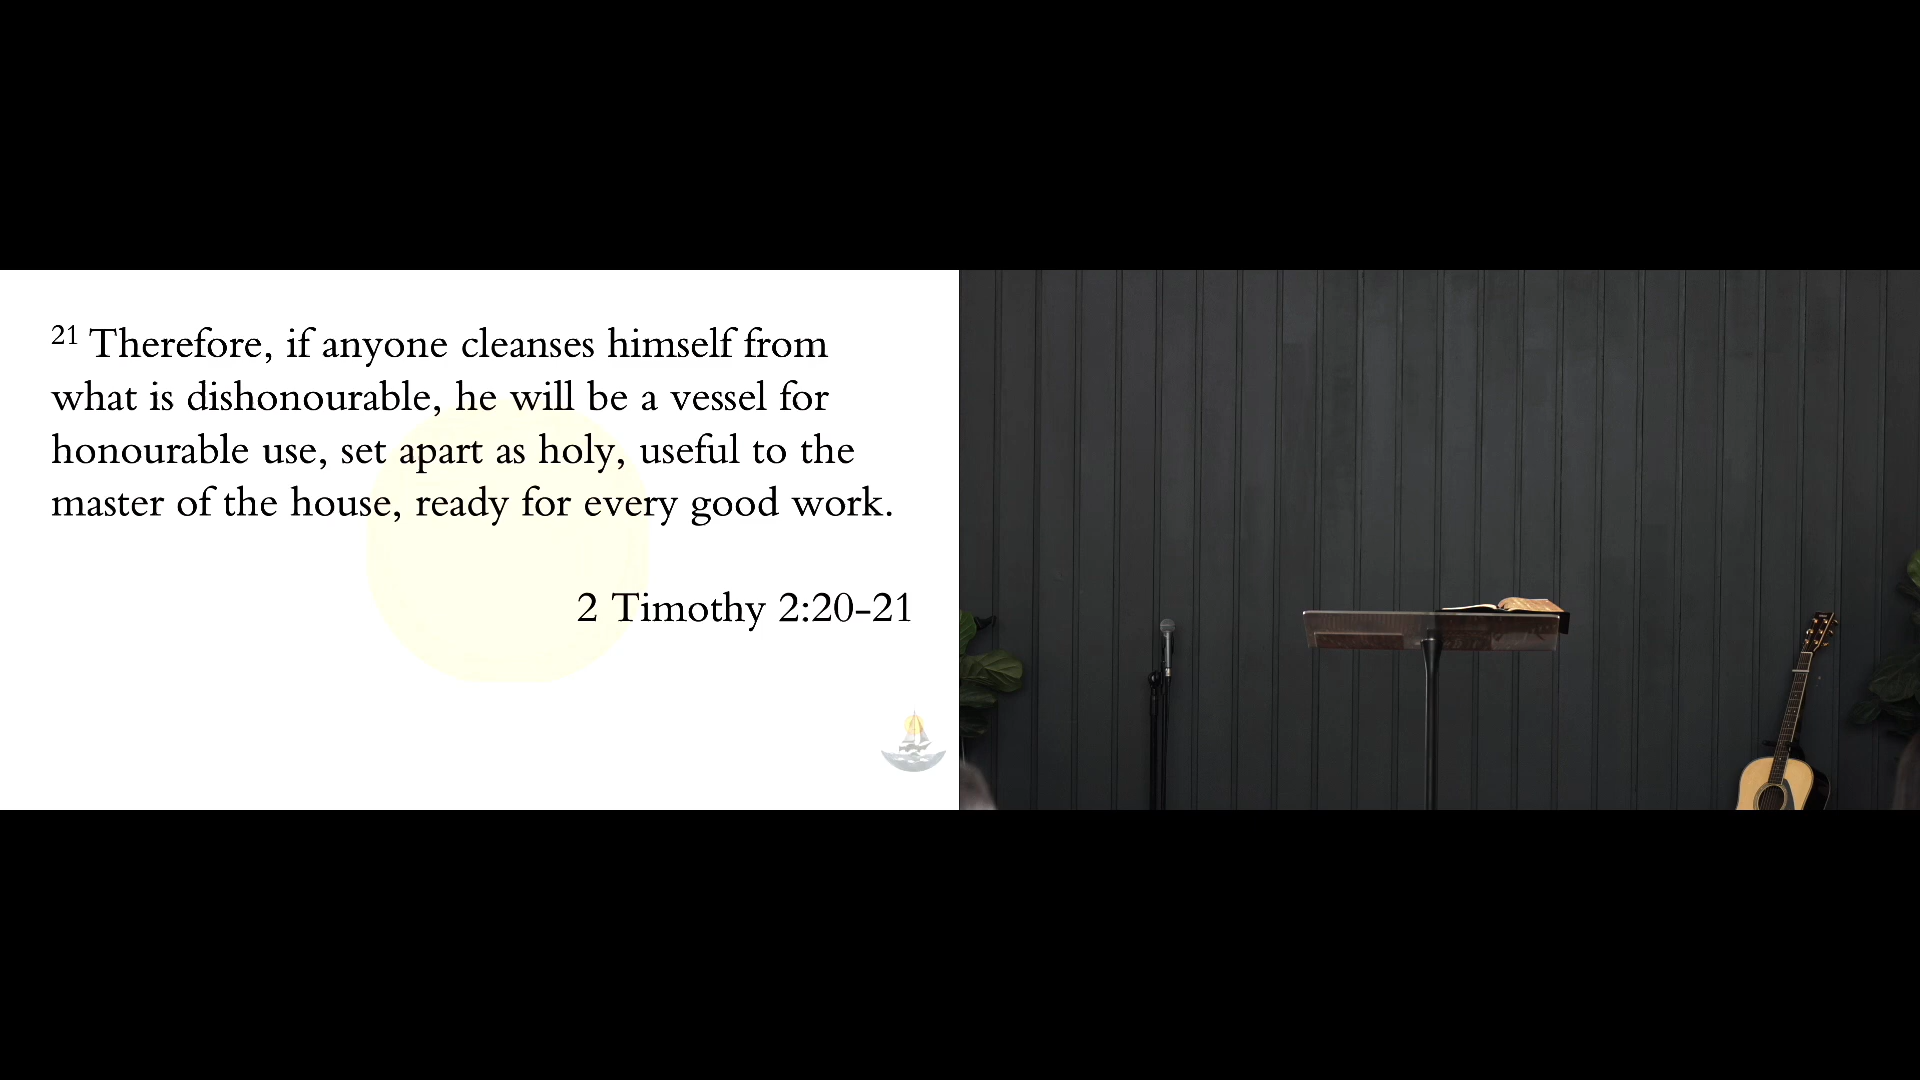 21 Therefore, if anyone cleanses himself from
what is dishonourable, he will be a vessel for
honourable use, set apart as holy, useful to the
master of the house, ready for every good work.
2 Timothy 2:20-21